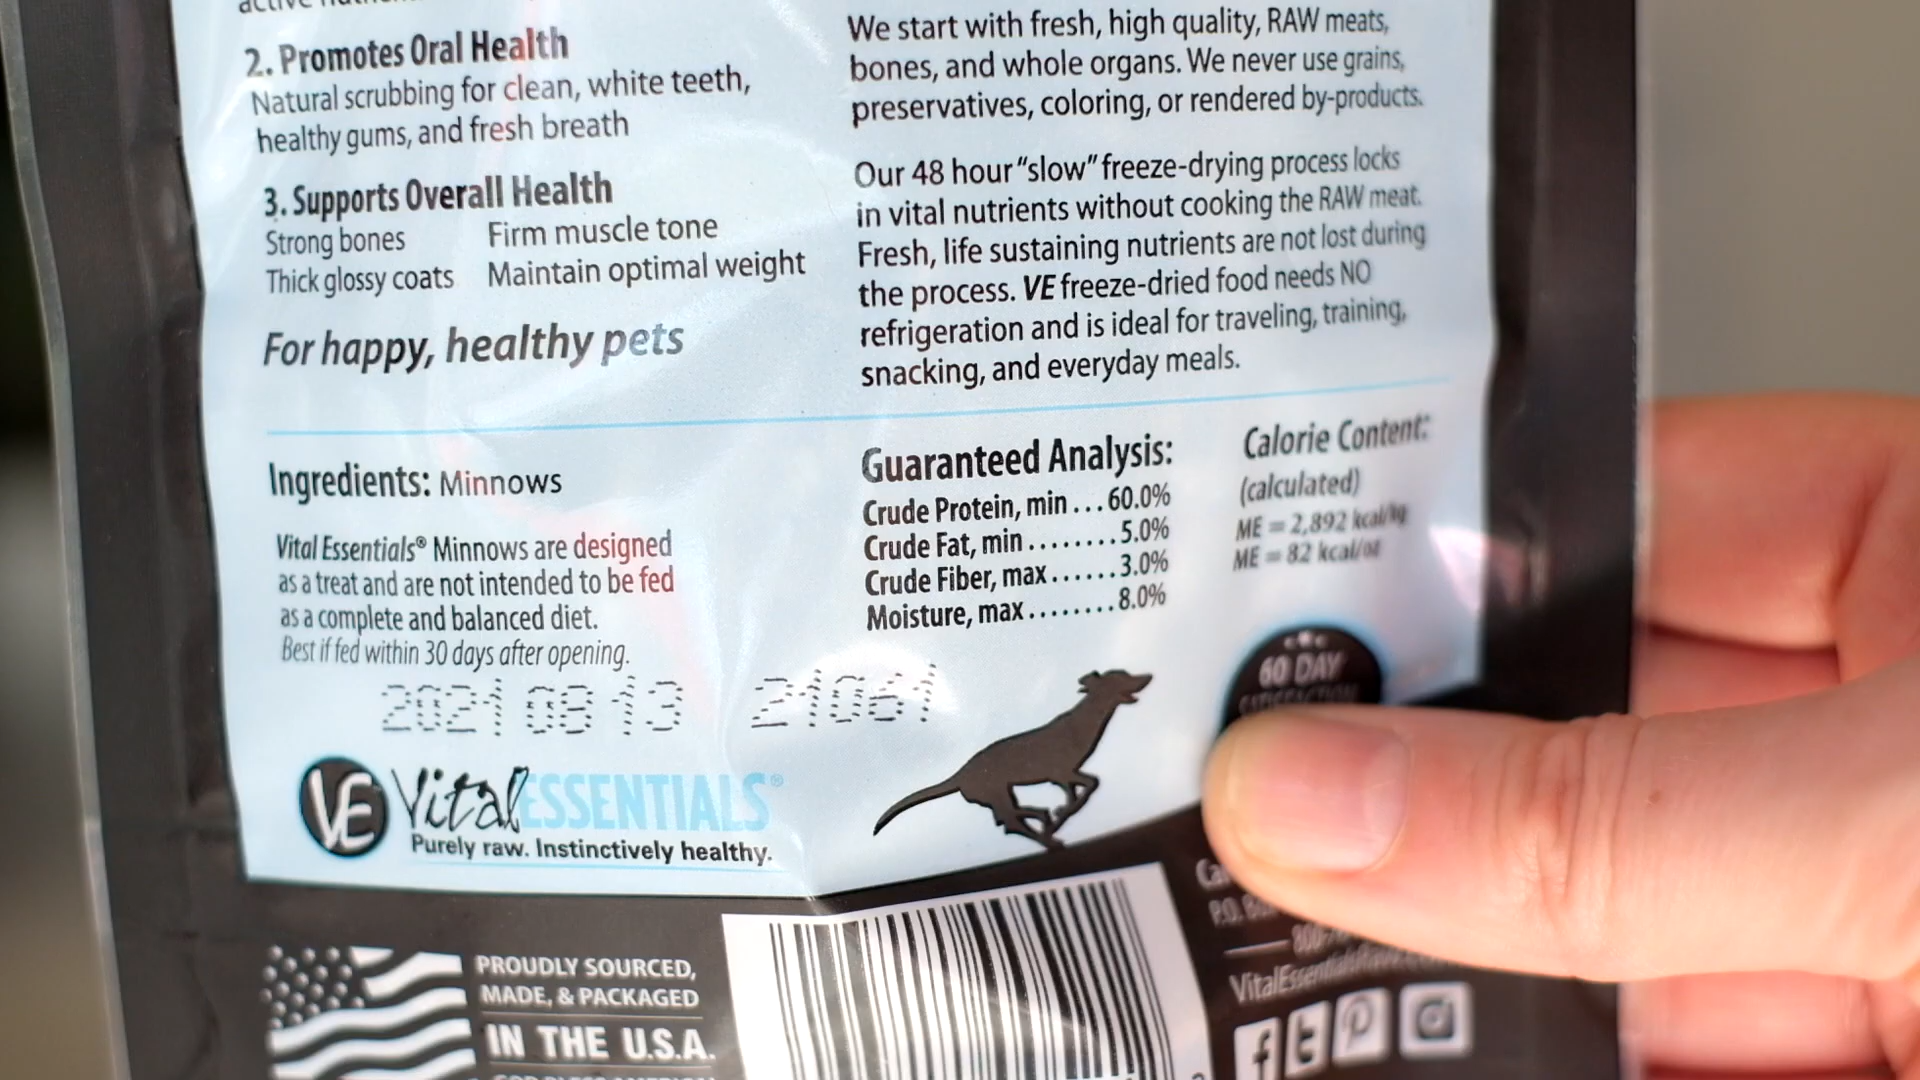 2. Promotes Oral Health
Natural scrubbing for clean, white teeth,
healthy gums, and fresh breath
3. Supports Overall Health
Strong bones Firm muscle tone
Thick glossy coats Maintain optimal weight
For happy, healthy pets
We start with fresh, high quality, RAW meats,
bones, and whole organs. We never use grains,
preservatives, coloring, or rendered by-products.
Our 48 hour "slow" freeze-drying process locks
in vital nutrients without cooking the RAW meat.
Fresh, life sustaining nutrients are not lost during
the process. VE freeze-dried food needs NO
refrigeration and is ideal for traveling, training,
snacking, and everyday meals.
Ingredients: Minnows
Vital Essentials® Minnows are designed
as a treat and are not intended to be fed
as a complete and balanced diet.
Best if fed within 30 days after opening.
2021 08 13 21061
Guaranteed Analysis:
Crude Protein, min ... 60.0%
Crude Fat, min ........ 5.0%
Crude Fiber, max ...... 3.0%
Moisture, max ........ 8.0%
Calorie Content:
(calculated)
ME = 2,892 kcal/kg
ME = 82 kcal/oz
60 DAY
SATISFACTION
VE Vital ESSENTIALS®
Purely raw. Instinctively healthy.
PROUDLY SOURCED,
MADE, & PACKAGED
IN THE U.S.A.
P.O.